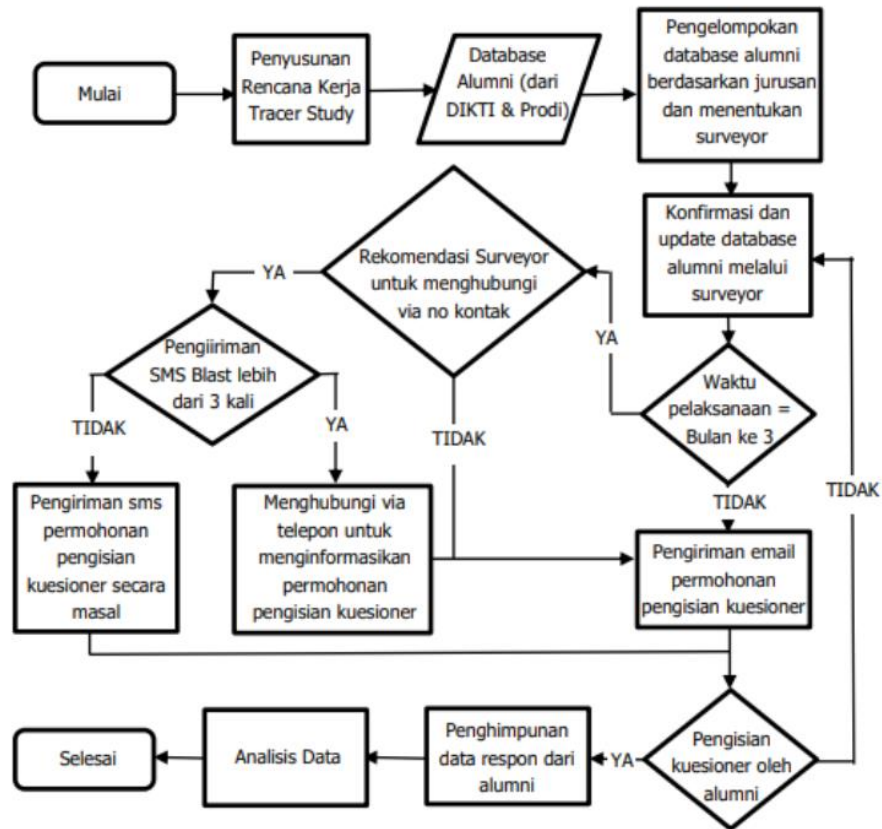 Mulai
Penyusunan
Rencana Kerja
Tracer Study
Database
Alumni (dari
DIKTI & Prodi)
Pengelompokan
database alumni
berdasarkan jurusan
dan menentukan
surveyor
Konfirmasi dan
update database
alumni melalui
surveyor
Waktu
pelaksanaan =
Bulan ke 3
YA
TIDAK
Rekomendasi Surveyor
untuk menghubungi
via no kontak
YA
TIDAK
Pengiiriman
SMS Blast lebih
dari 3 kali
TIDAK
YA
Pengiriman sms
permohonan
pengisian
kuesioner secara
masal
Menghubungi via
telepon untuk
menginformasikan
permohonan
pengisian kuesioner
Pengiriman email
permohonan
pengisian kuesioner
Pengisian
kuesioner oleh
alumni
TIDAK
YA
Penghimpunan
data respon dari
alumni
Analisis Data
Selesai